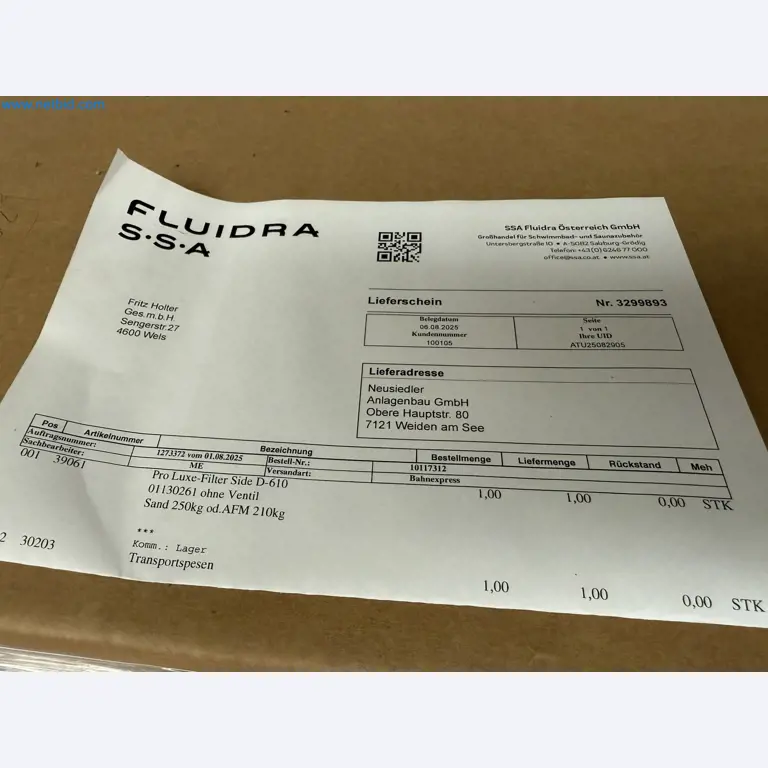 www.netbid.com
FLUIDRA
S·S·A
SSA Fluidra Österreich GmbH
Großhandel für Schwimmbad- und Saunazubehör
Untersbergstraße 10 • A-5082 Salzburg-Grödig
Telefon: +43(0)6246 77 000
office@ssa.co.at • www.ssa.at
Fritz Holter
Ges.m.b.H.
Sengerstr.27
4600 Wels
Lieferschein Nr. 3299893
Belegdatum Seite
06.08.2025 1 von 1
Kundennummer Ihre UID
100105 ATU25082905
Lieferadresse
Neusiedler
Anlagenbau GmbH
Obere Hauptstr. 80
7121 Weiden am See
Pos Artikelnummer Bezeichnung Bestellmenge Liefermenge Rückstand Meh
Auftragsnummer: 1273372 vom 01.08.2025 Bestell-Nr.: 10117312
Sachbearbeiter: ME Versandart: Bahnexpress
001 39061 Pro Luxe-Filter Side D-610 1,00 1,00 0,00 STK
01130261 ohne Ventil
Sand 250kg od.AFM 210kg
***
Komm.: Lager
2 30203 Transportspesen 1,00 1,00 0,00 STK